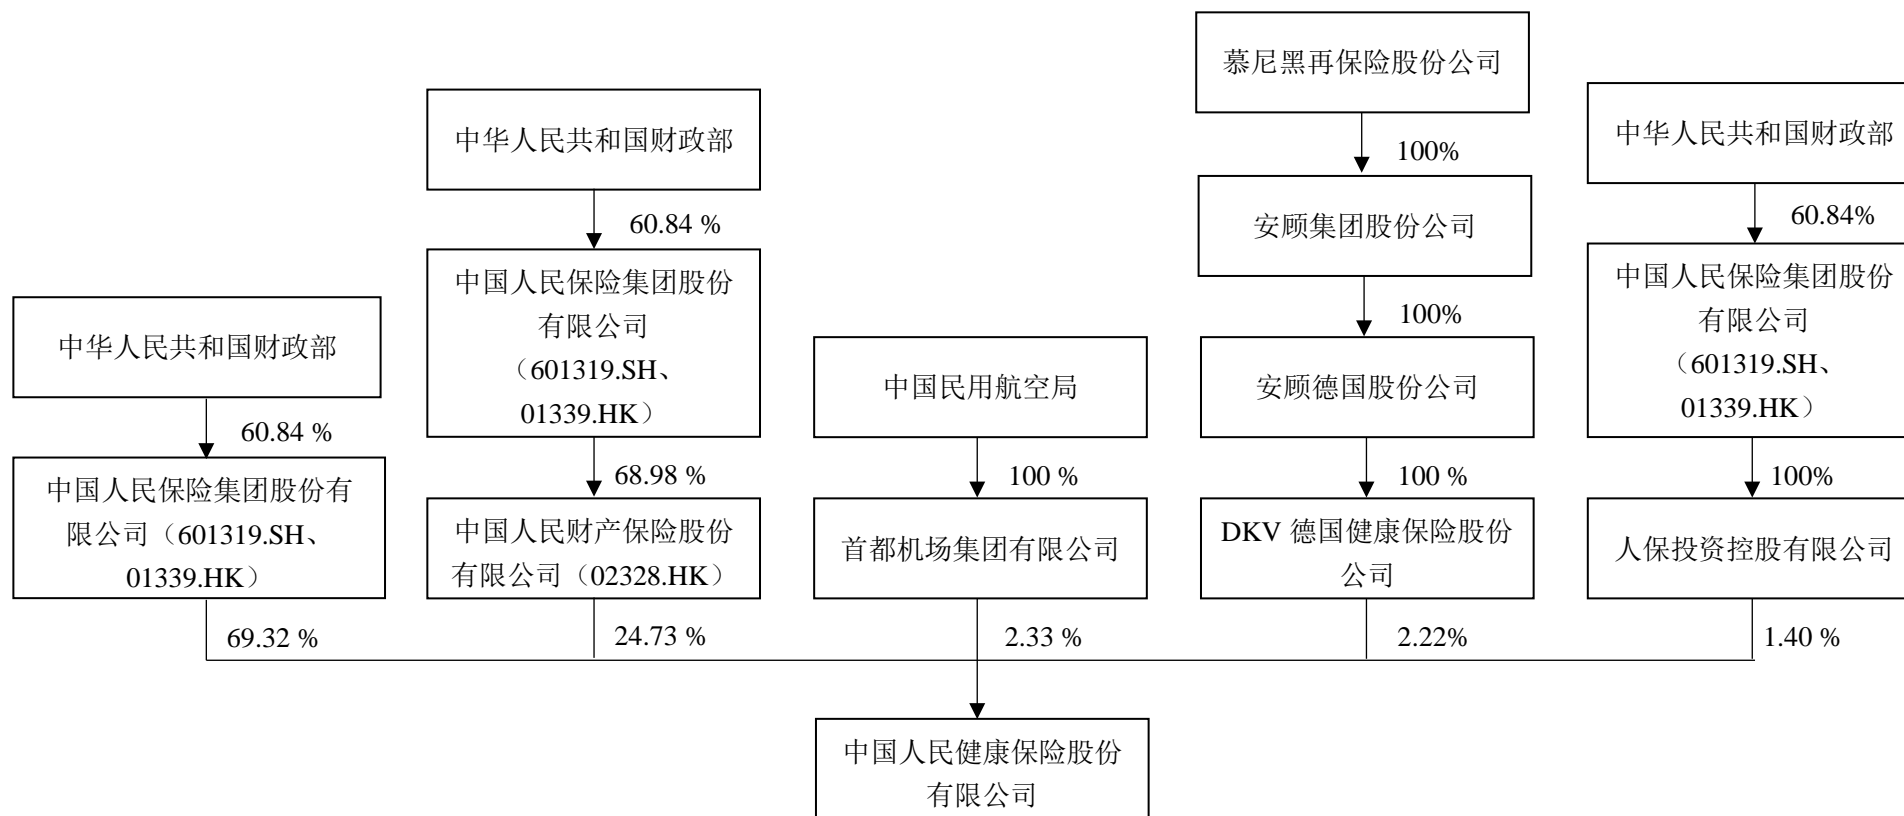 慕尼黑再保险股份公司
中华人民共和国财政部
中华人民共和国财政部
100%
60.84 %
安顾集团股份公司
60.84%
中国人民保险集团股份
有限公司
（601319.SH、
01339.HK）
中国人民保险集团股份
有限公司
（601319.SH、
01339.HK）
中华人民共和国财政部
100%
中国民用航空局
安顾德国股份公司
60.84 %
68.98 %
100 %
100 %
100%
中国人民保险集团股份有
限公司（601319.SH、
01339.HK）
中国人民财产保险股份
有限公司（02328.HK）
首都机场集团有限公司
DKV 德国健康保险股份
公司
人保投资控股有限公司
69.32 %
24.73 %
2.33 %
2.22%
1.40 %
中国人民健康保险股份
有限公司